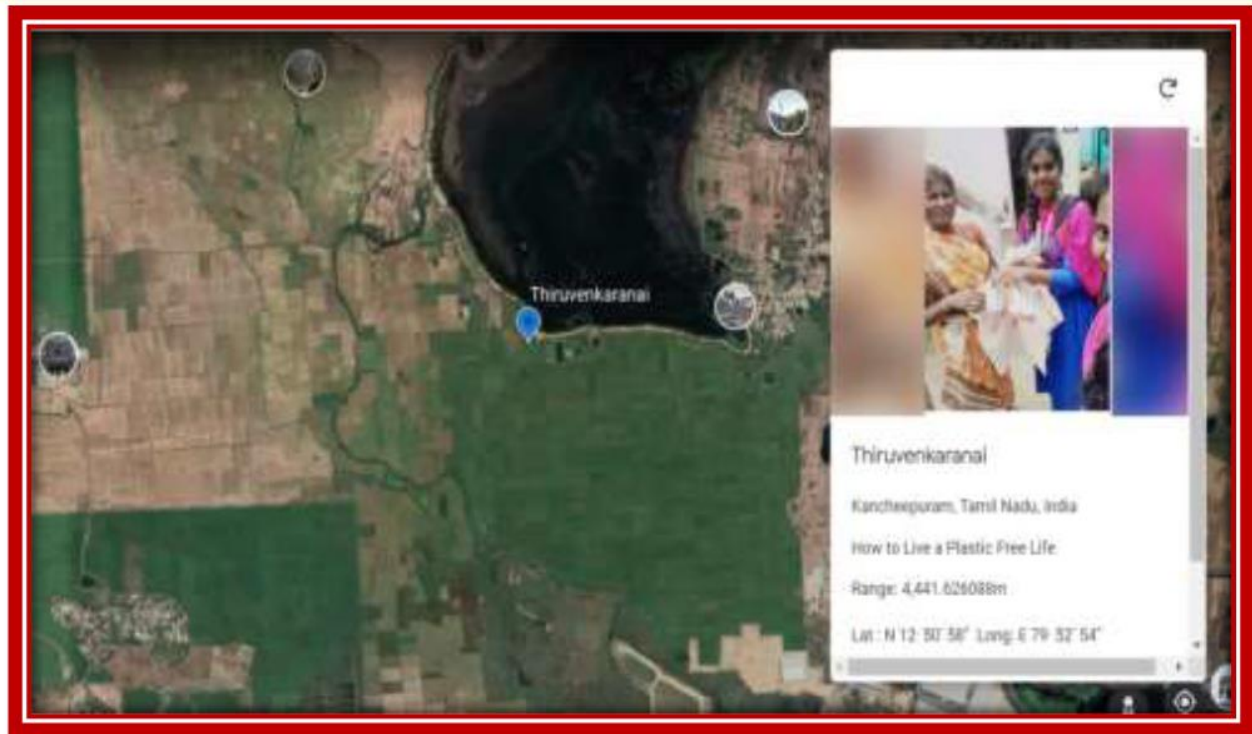 Thiruvenkaranai
Thiruvenkaranai
Kancheepuram, Tamil Nadu, India
How to Live a Plastic Free Life
Range: 4,441.626088m
Lat : N 12 50' 58" Long: E 79 52' 54"